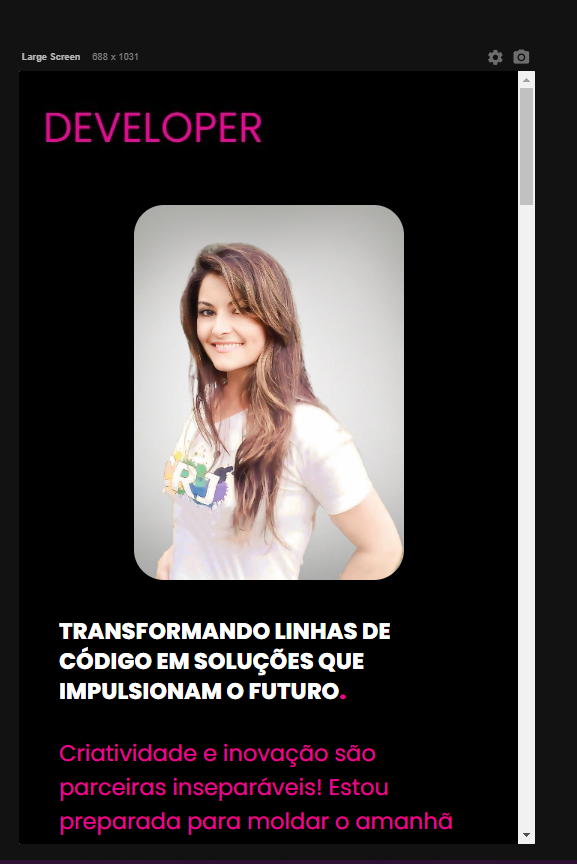 Large Screen 688 x 1031
DEVELOPER
RJ
TRANSFORMANDO LINHAS DE
CÓDIGO EM SOLUÇÕES QUE
IMPULSIONAM O FUTURO.
Criatividade e inovação são
parceiras inseparáveis! Estou
preparada para moldar o amanhã